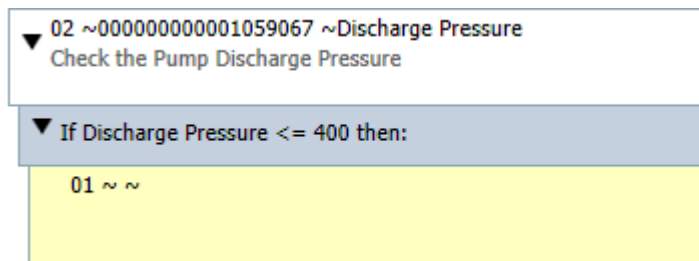 02 ~000000000001059067 ~Discharge Pressure
Check the Pump Discharge Pressure
If Discharge Pressure <= 400 then:
01 ~ ~